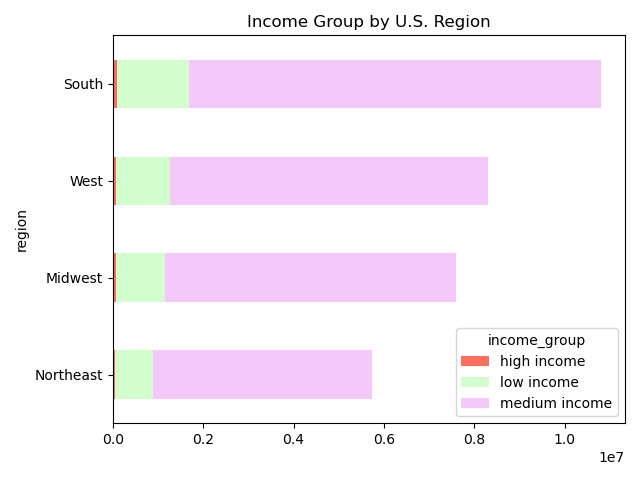 Income Group by U.S. Region
South
West
Midwest
Northeast
region
income_group
high income
low income
medium income
0.0 0.2 0.4 0.6 0.8 1.0
1e7